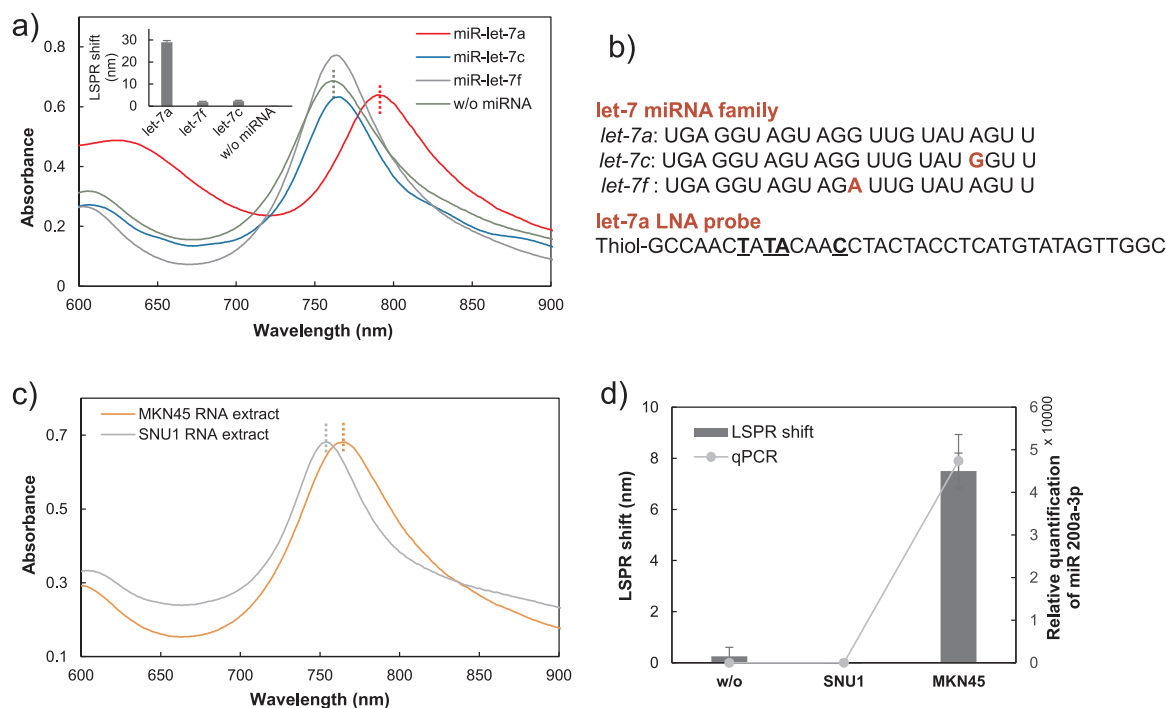 a)
LSPR shift
(nm)
30
20
10
0
let-7a
let-7f
let-7c
w/o miRNA
miR-let-7a
miR-let-7c
miR-let-7f
w/o miRNA
Absorbance
0.8
0.6
0.4
0.2
0
600
650
700
750
800
850
900
Wavelength (nm)
b)
let-7 miRNA family
let-7a: UGA GGU AGU AGG UUG UAU AGU U
let-7c: UGA GGU AGU AGG UUG UAU GGU U
let-7f : UGA GGU AGU AGA UUG UAU AGU U
let-7a LNA probe
Thiol-GCCAACTATACAACCTACTACCTCATGTATAGTTGGC
c)
MKN45 RNA extract
SNU1 RNA extract
Absorbance
0.7
0.5
0.3
0.1
600
650
700
750
800
850
900
Wavelength (nm)
d)
LSPR shift
qPCR
LSPR shift (nm)
10
8
6
4
2
0
w/o
SNU1
MKN45
6
5
4
3
2
1
0
x 10000
Relative quantification
of miR 200a-3p